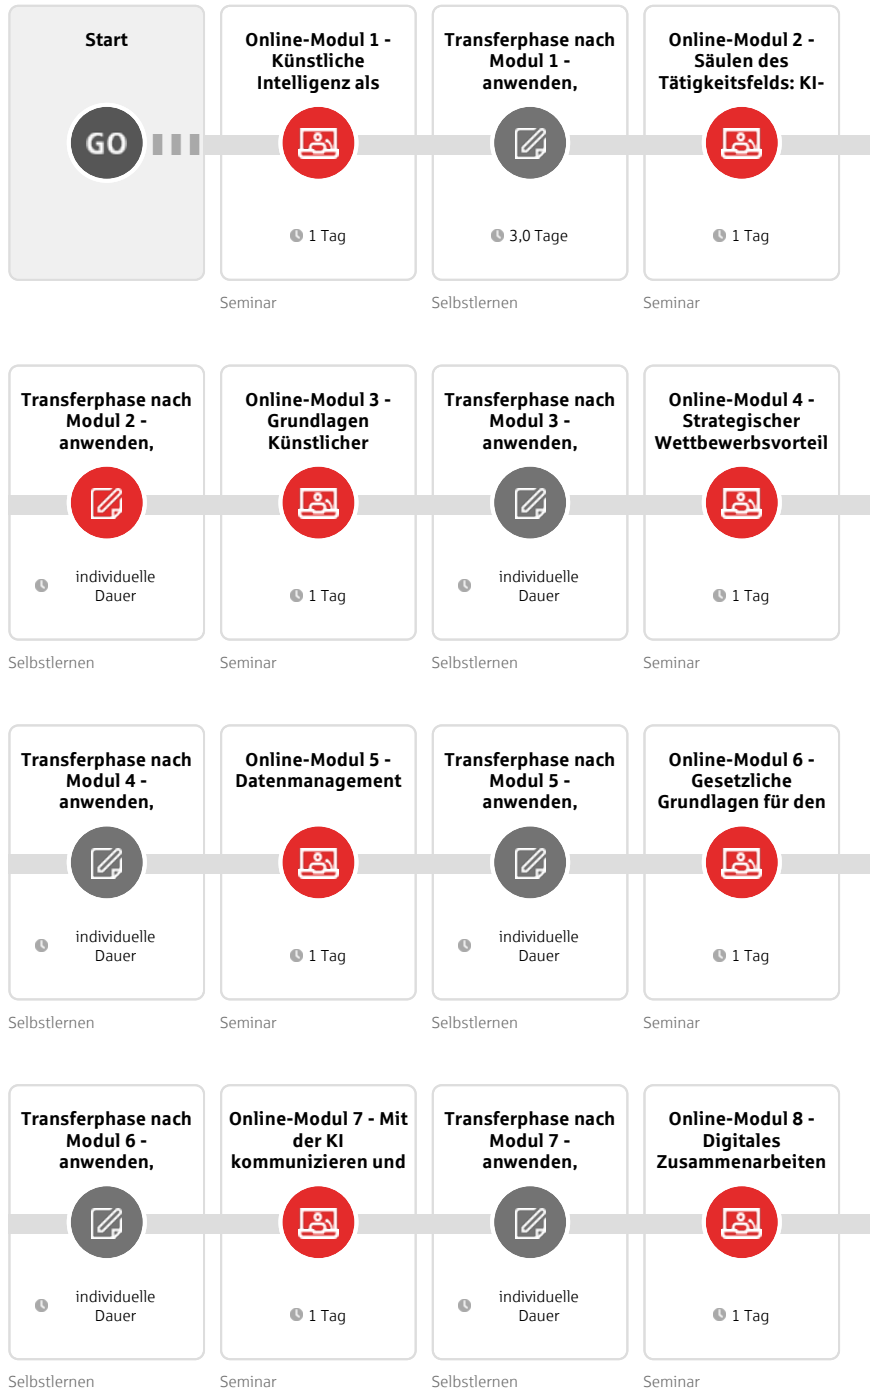 Start
GO
Online-Modul 1 -
Künstliche
Intelligenz als
1 Tag
Seminar
Transferphase nach
Modul 1 -
anwenden,
3,0 Tage
Selbstlernen
Online-Modul 2 -
Säulen des
Tätigkeitsfelds: KI-
1 Tag
Seminar
Transferphase nach
Modul 2 -
anwenden,
individuelle
Dauer
Selbstlernen
Online-Modul 3 -
Grundlagen
Künstlicher
1 Tag
Seminar
Transferphase nach
Modul 3 -
anwenden,
individuelle
Dauer
Selbstlernen
Online-Modul 4 -
Strategischer
Wettbewerbsvorteil
1 Tag
Seminar
Transferphase nach
Modul 4 -
anwenden,
individuelle
Dauer
Selbstlernen
Online-Modul 5 -
Datenmanagement
1 Tag
Seminar
Transferphase nach
Modul 5 -
anwenden,
individuelle
Dauer
Selbstlernen
Online-Modul 6 -
Gesetzliche
Grundlagen für den
1 Tag
Seminar
Transferphase nach
Modul 6 -
anwenden,
individuelle
Dauer
Selbstlernen
Online-Modul 7 - Mit
der KI
kommunizieren und
1 Tag
Seminar
Transferphase nach
Modul 7 -
anwenden,
individuelle
Dauer
Selbstlernen
Online-Modul 8 -
Digitales
Zusammenarbeiten
1 Tag
Seminar